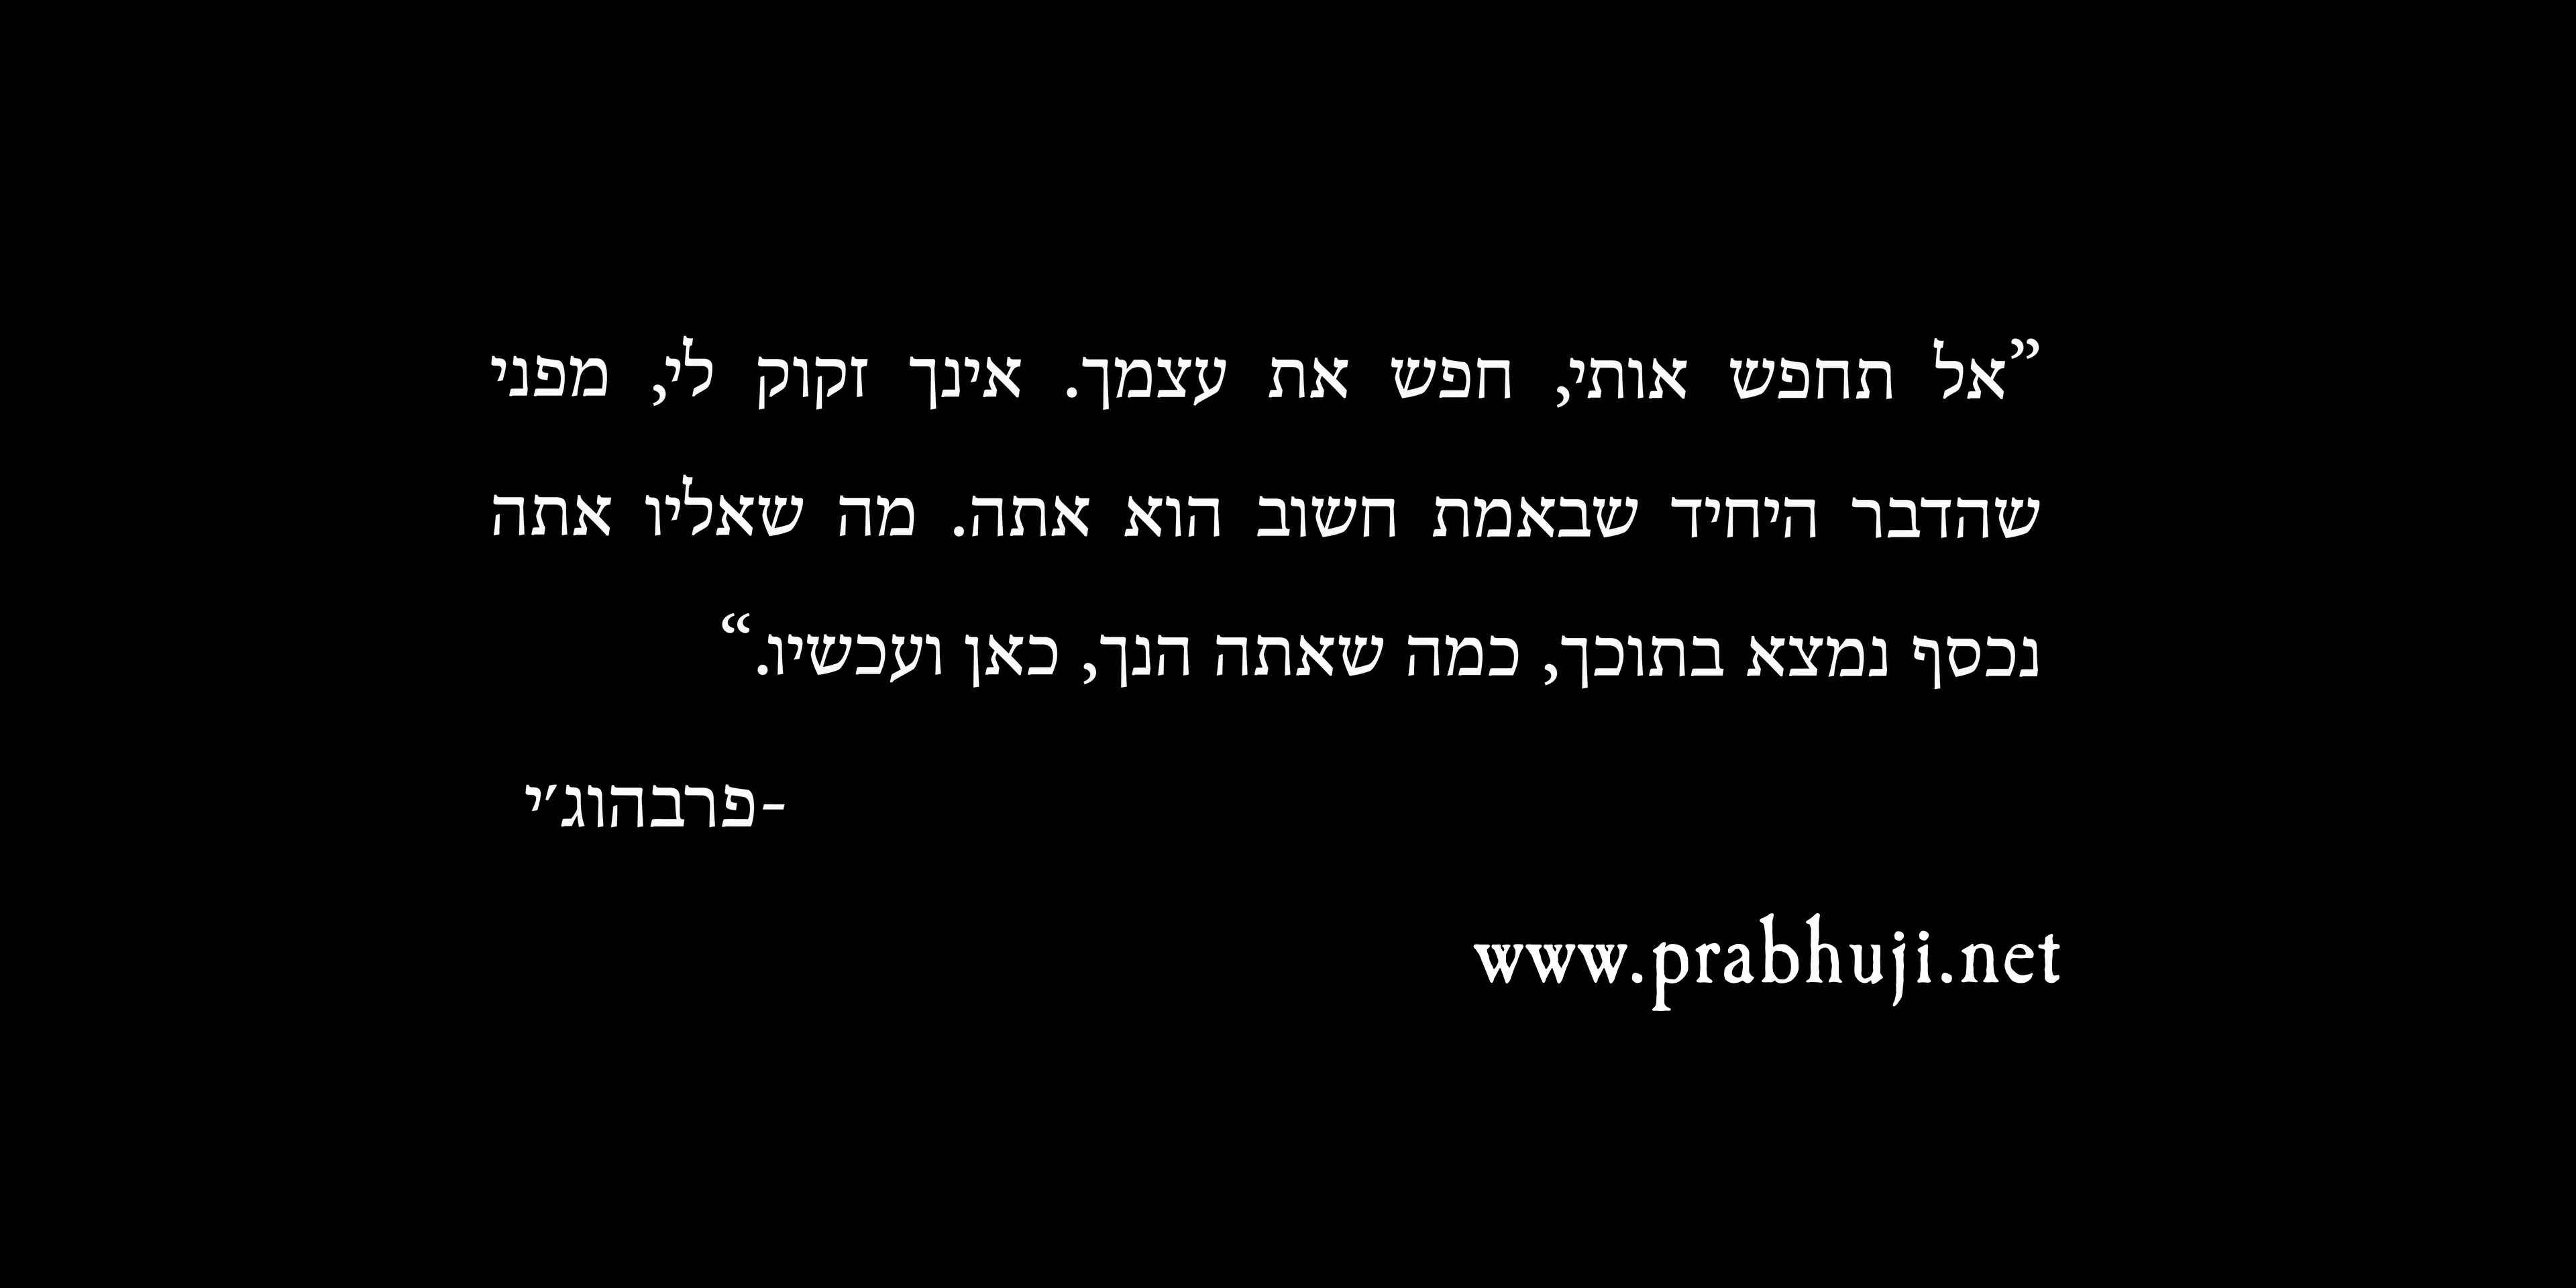 ”אל תחפש אותי, חפש את עצמך. אינך זקוק לי, מפני
שהדבר היחיד שבאמת חשוב הוא אתה. מה שאליו אתה
נכסף נמצא בתוכך, כמה שאתה הנך, כאן ועכשיו.“
-פרבהוג׳י
www.prabhuji.net